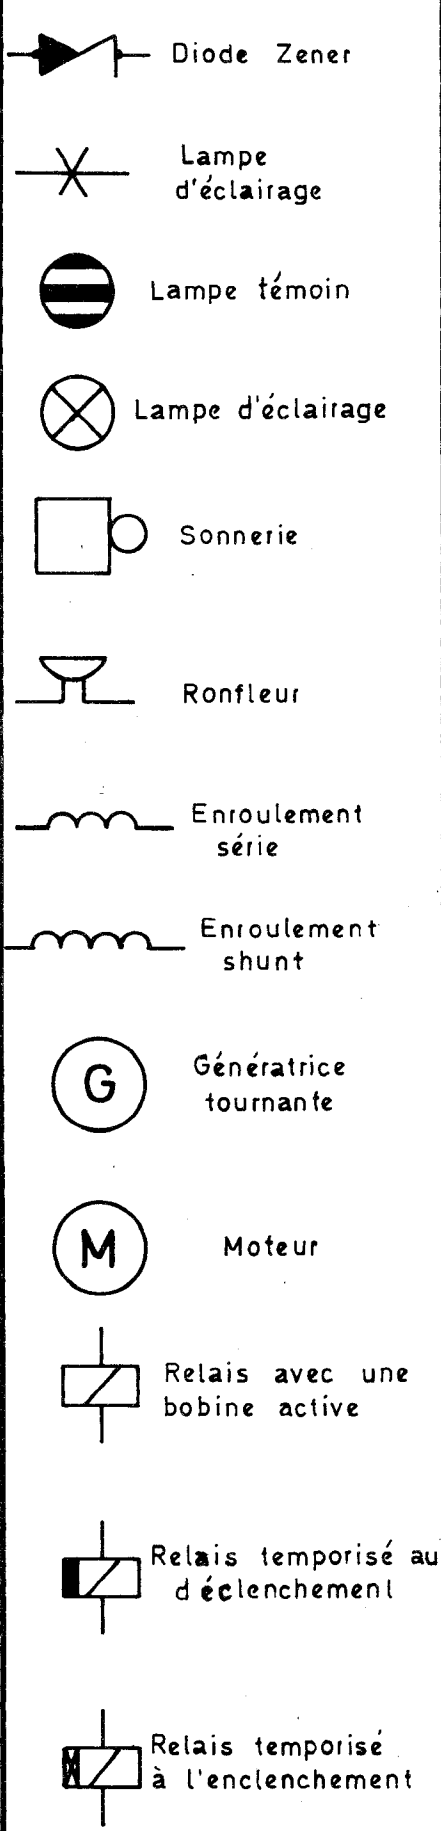 Diode Zener
Lampe
d'éclairage
Lampe témoin
Lampe d'éclairage
Sonnerie
Ronfleur
Enroulement
série
Enroulement
shunt
G
Génératrice
tournante
M
Moteur
Relais avec une
bobine active
Relais temporisé au
déclenchement
Relais temporisé
à l'enclenchement